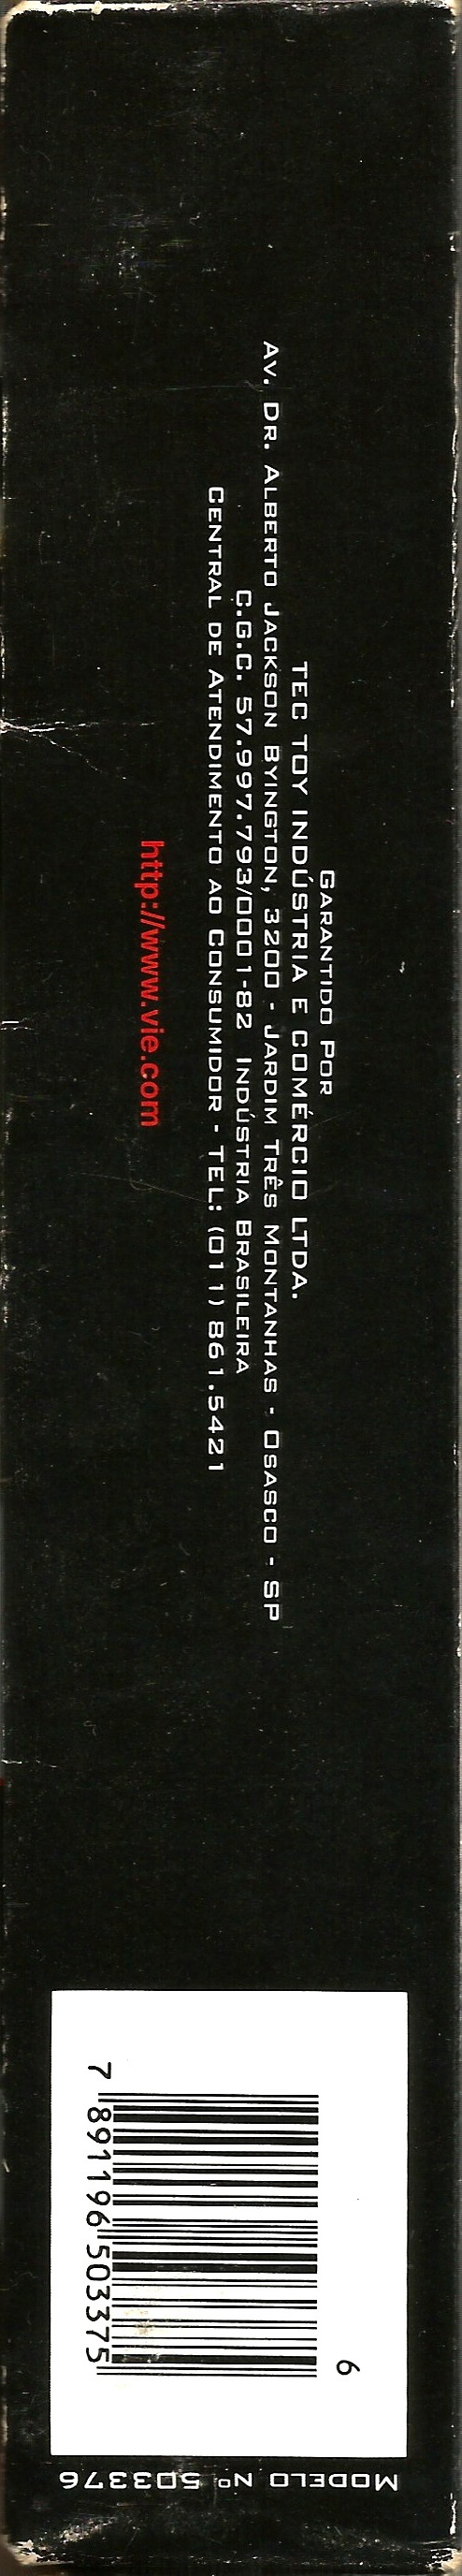 GARANTIDO POR
TEC TOY INDÚSTRIA E COMÉRCIO LTDA.
AV. DR. ALBERTO JACKSON BYINGTON, 3200 - JARDIM TRÊS MONTANHAS - OSASCO - SP
C.G.C. 57.997.793/0001-82 INDÚSTRIA BRASILEIRA
CENTRAL DE ATENDIMENTO AO CONSUMIDOR - TEL: (011) 861.5421
http://www.vie.com
6
7 891196 503375
MODELO Nº 503376